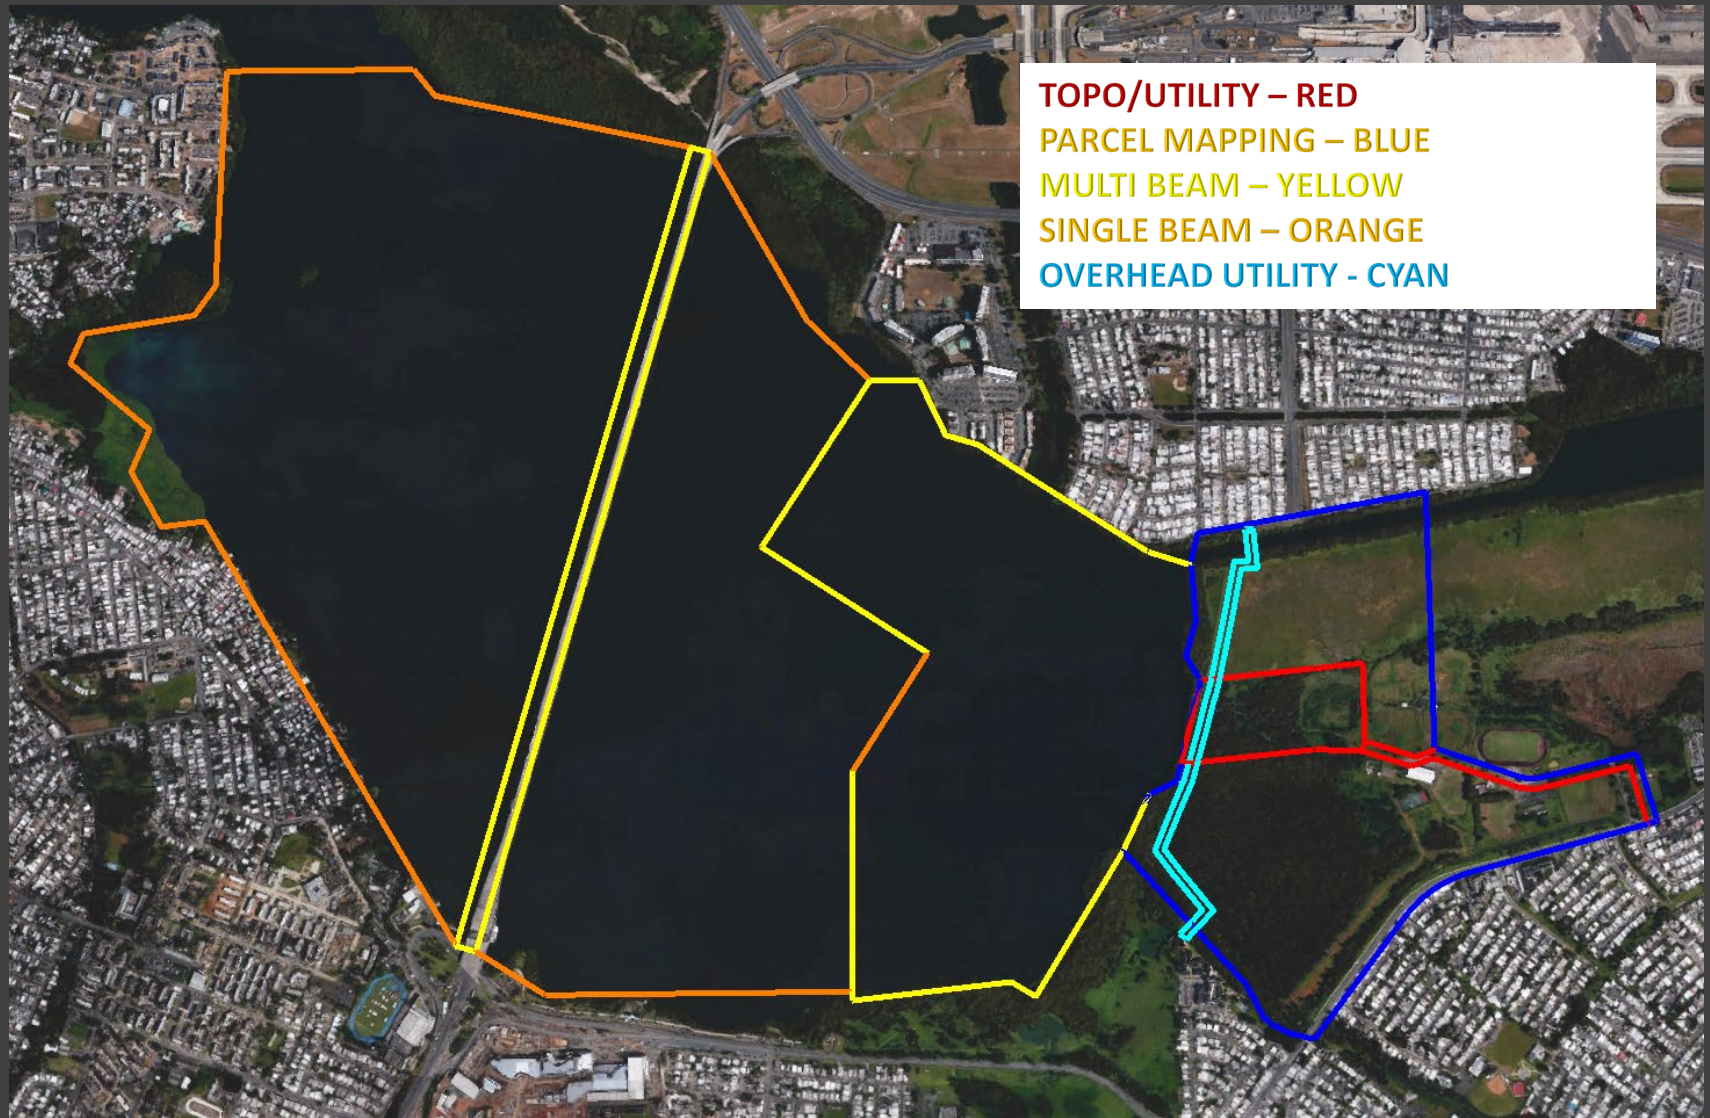 TOPO/UTILITY – RED
PARCEL MAPPING – BLUE
MULTI BEAM – YELLOW
SINGLE BEAM – ORANGE
OVERHEAD UTILITY - CYAN